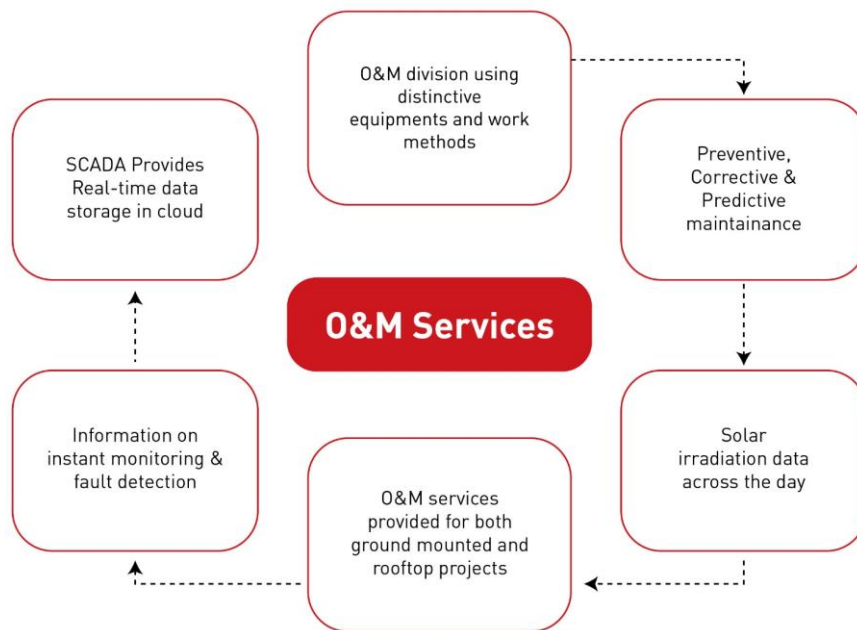 O&M division using
distinctive
equipments and work
methods
Preventive,
Corrective &
Predictive
maintainance
Solar
irradiation data
across the day
O&M services
provided for both
ground mounted and
rooftop projects
Information on
instant monitoring &
fault detection
SCADA Provides
Real-time data
storage in cloud
O&M Services